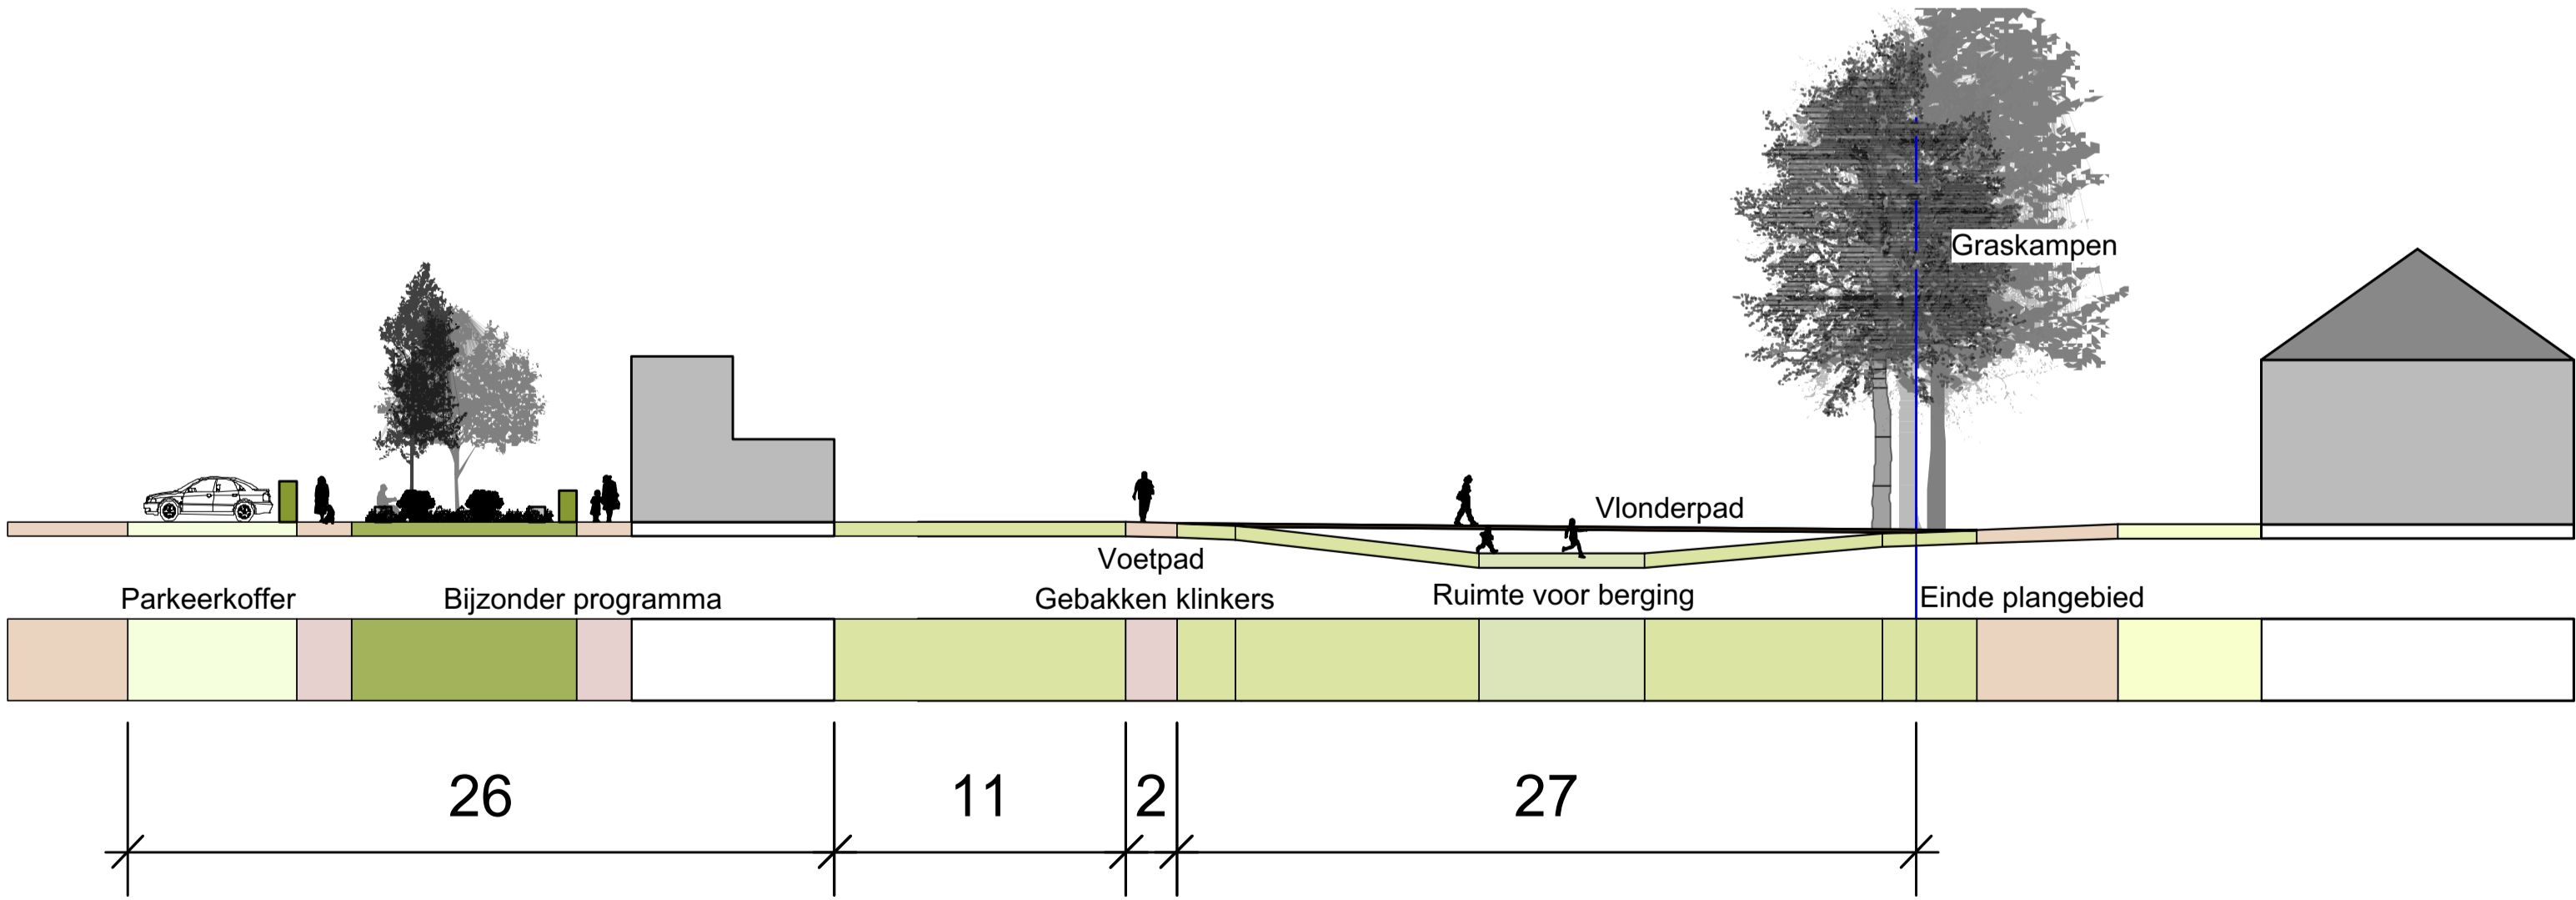 Graskampen
Vlonderpad
Voetpad
Parkeerkoffer
Bijzonder programma
Gebakken klinkers
Ruimte voor berging
Einde plangebied
26
11
2
27